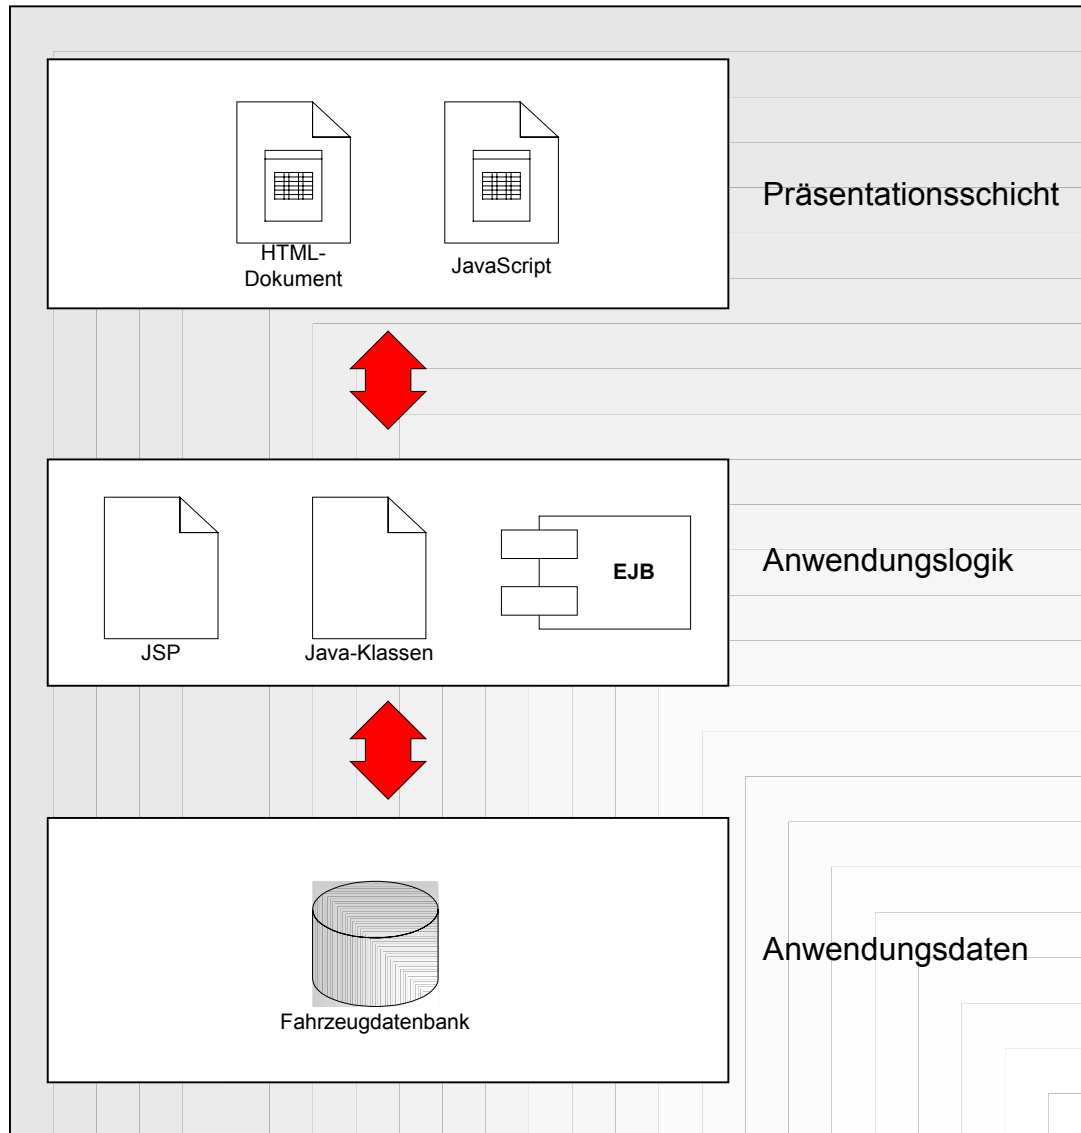 HTML-
Dokument
JavaScript
Präsentationsschicht
JSP
Java-Klassen
EJB
Anwendungslogik
Fahrzeugdatenbank
Anwendungsdaten